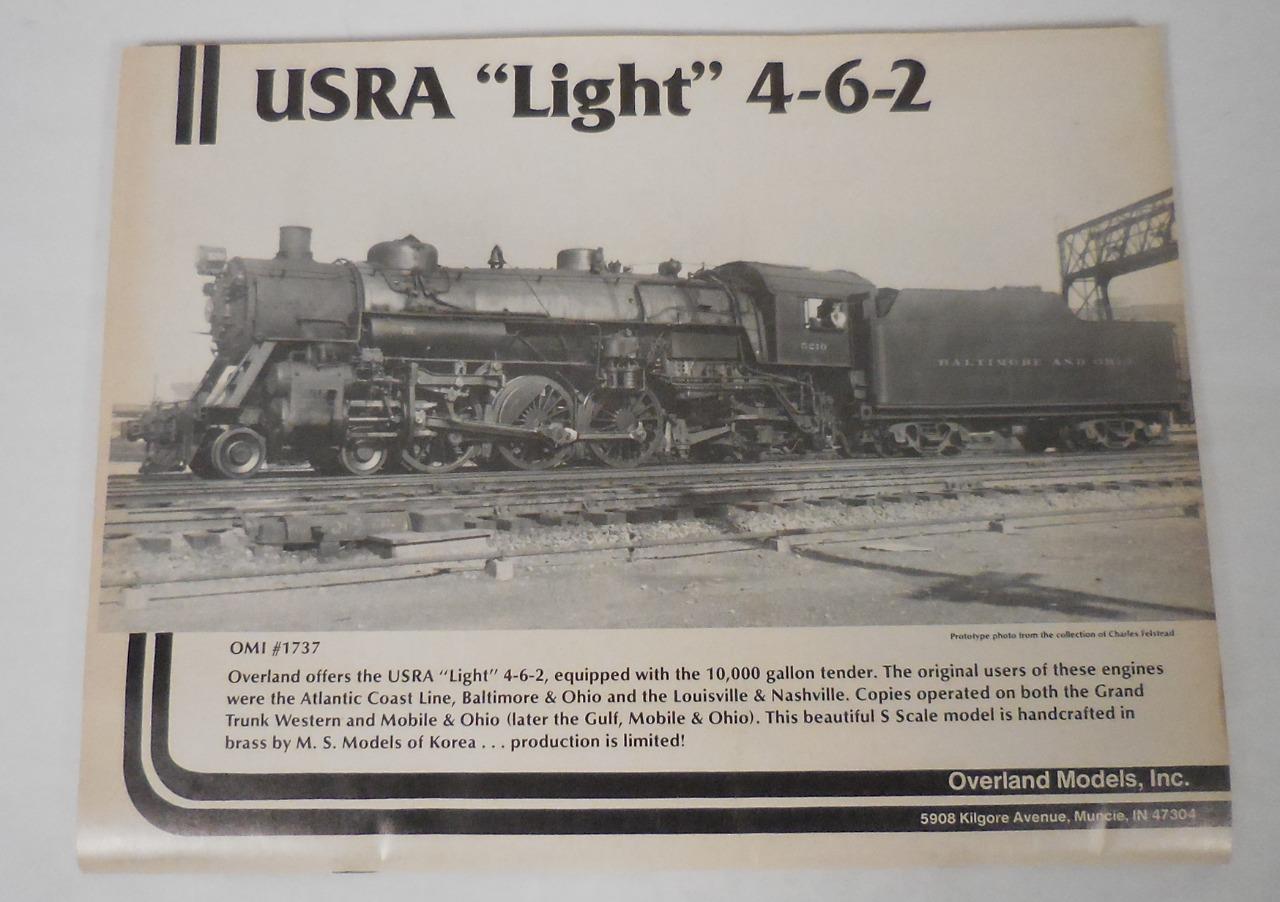 USRA “Light” 4-6-2
5210
BALTIMORE AND OHIO
Prototype photo from the collection of Charles Felstead
OMI #1737
Overland offers the USRA “Light” 4-6-2, equipped with the 10,000 gallon tender. The original users of these engines
were the Atlantic Coast Line, Baltimore & Ohio and the Louisville & Nashville. Copies operated on both the Grand
Trunk Western and Mobile & Ohio (later the Gulf, Mobile & Ohio). This beautiful S Scale model is handcrafted in
brass by M. S. Models of Korea . . . production is limited!
Overland Models, Inc.
5908 Kilgore Avenue, Muncie, IN 47304